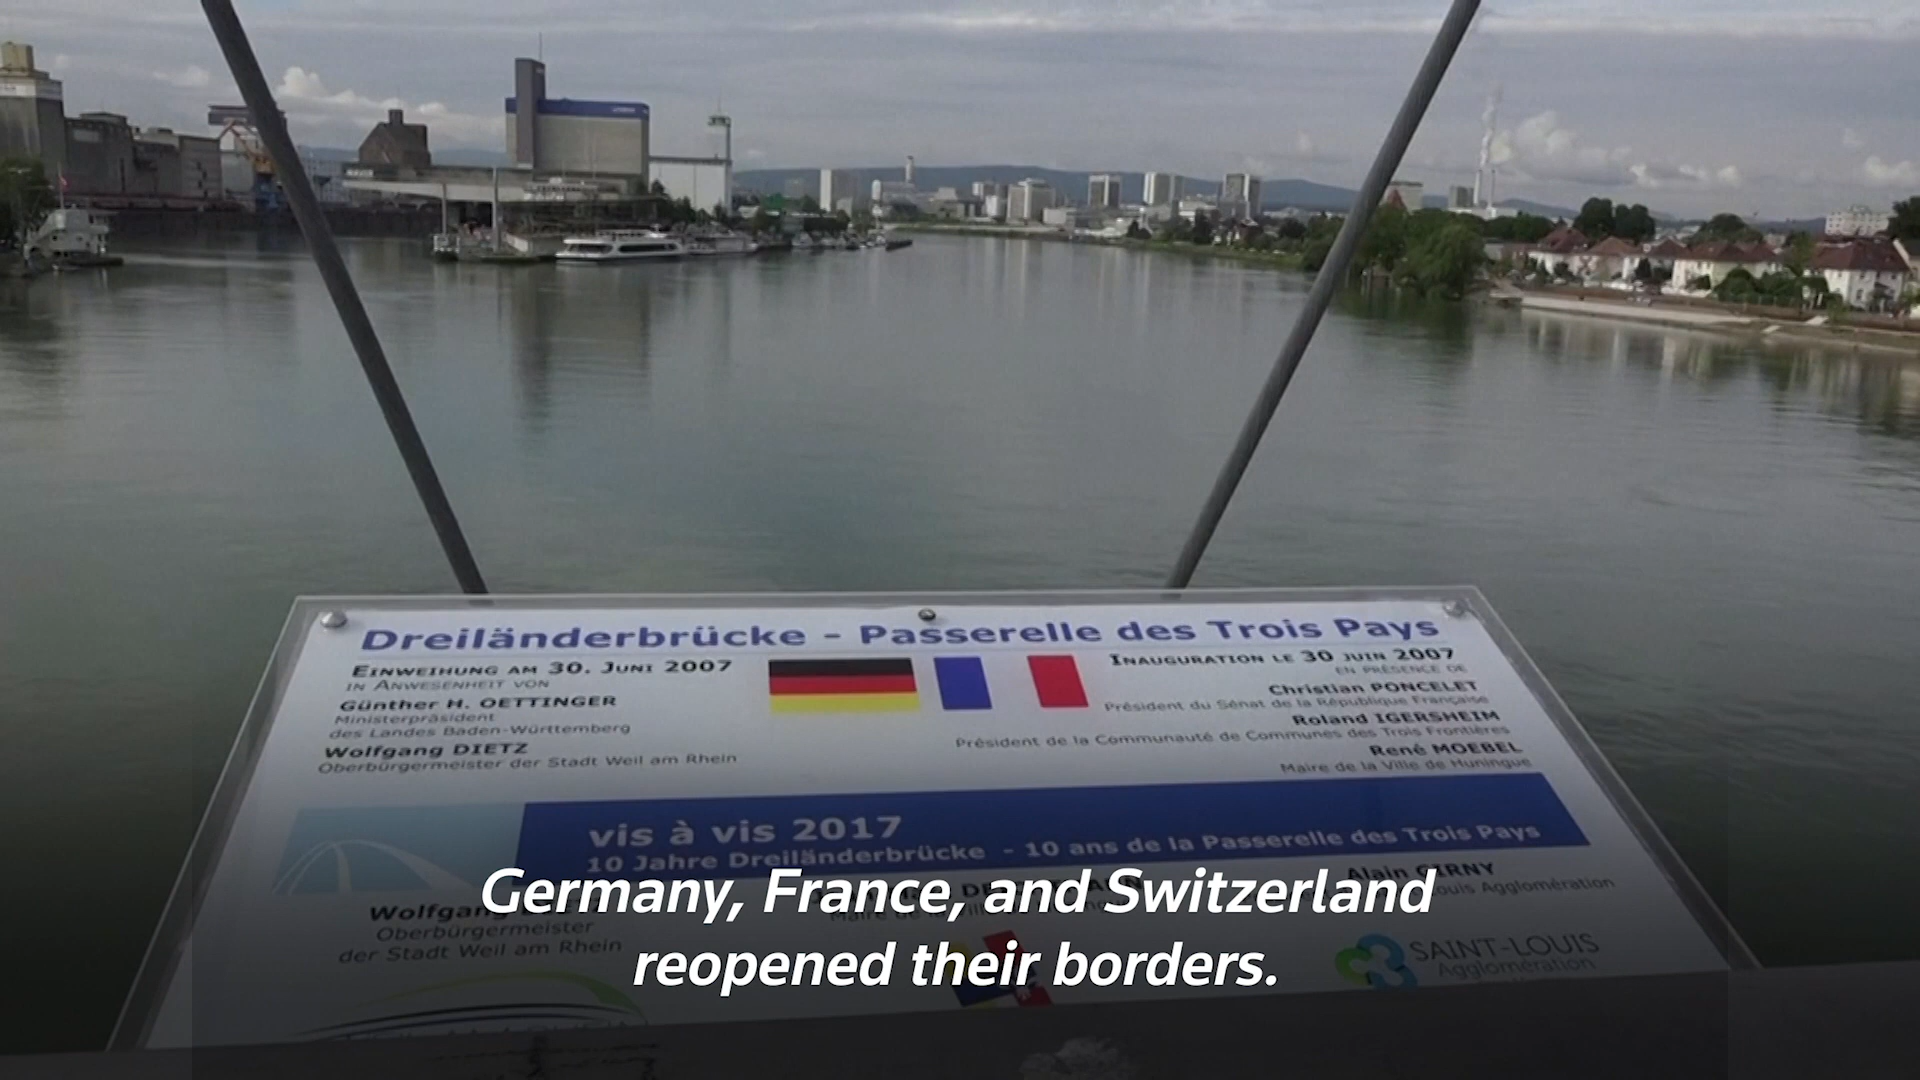 Dreiländerbrücke - Passerelle des Trois Pays
Einweihung am 30. Juni 2007
in Anwesenheit von
Günther H. OETTINGER
Ministerpräsident
des Landes Baden-Württemberg
Wolfgang DIETZ
Oberbürgermeister der Stadt Weil am Rhein
Inauguration le 30 juin 2007
en présence de
Christian PONCELET
Président du Sénat de la République Française
Roland IGERSHEIM
Président de la Communauté de Communes des Trois Frontières
René MOEBEL
Maire de la Ville de Huningue
vis à vis 2017
10 Jahre Dreiländerbrücke - 10 ans de la Passerelle des Trois Pays
Wolfgang
Oberbürgermeister
der Stadt Weil am Rhein
Alain GIRNY
Agglomération
SAINT-LOUIS
Agglomération
Germany, France, and Switzerland
reopened their borders.